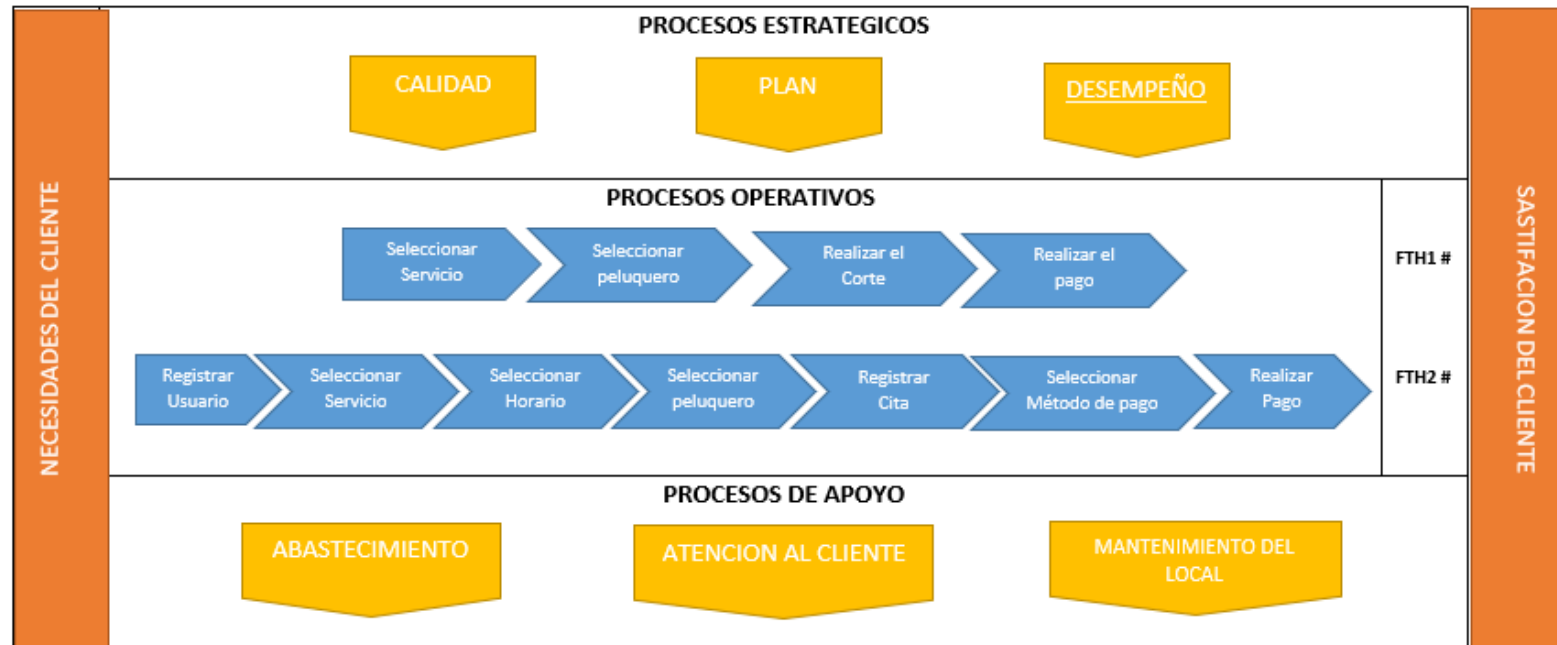 NECESIDADES DEL CLIENTE
PROCESOS ESTRATEGICOS
CALIDAD
PLAN
DESEMPEÑO
PROCESOS OPERATIVOS
Seleccionar
Servicio
Seleccionar
peluquero
Realizar el
Corte
Realizar el
pago
FTH1 #
Registrar
Usuario
Seleccionar
Servicio
Seleccionar
Horario
Seleccionar
peluquero
Registrar
Cita
Seleccionar
Método de pago
Realizar
Pago
FTH2 #
PROCESOS DE APOYO
ABASTECIMIENTO
ATENCION AL CLIENTE
MANTENIMIENTO DEL
LOCAL
SASTIFACION DEL CLIENTE